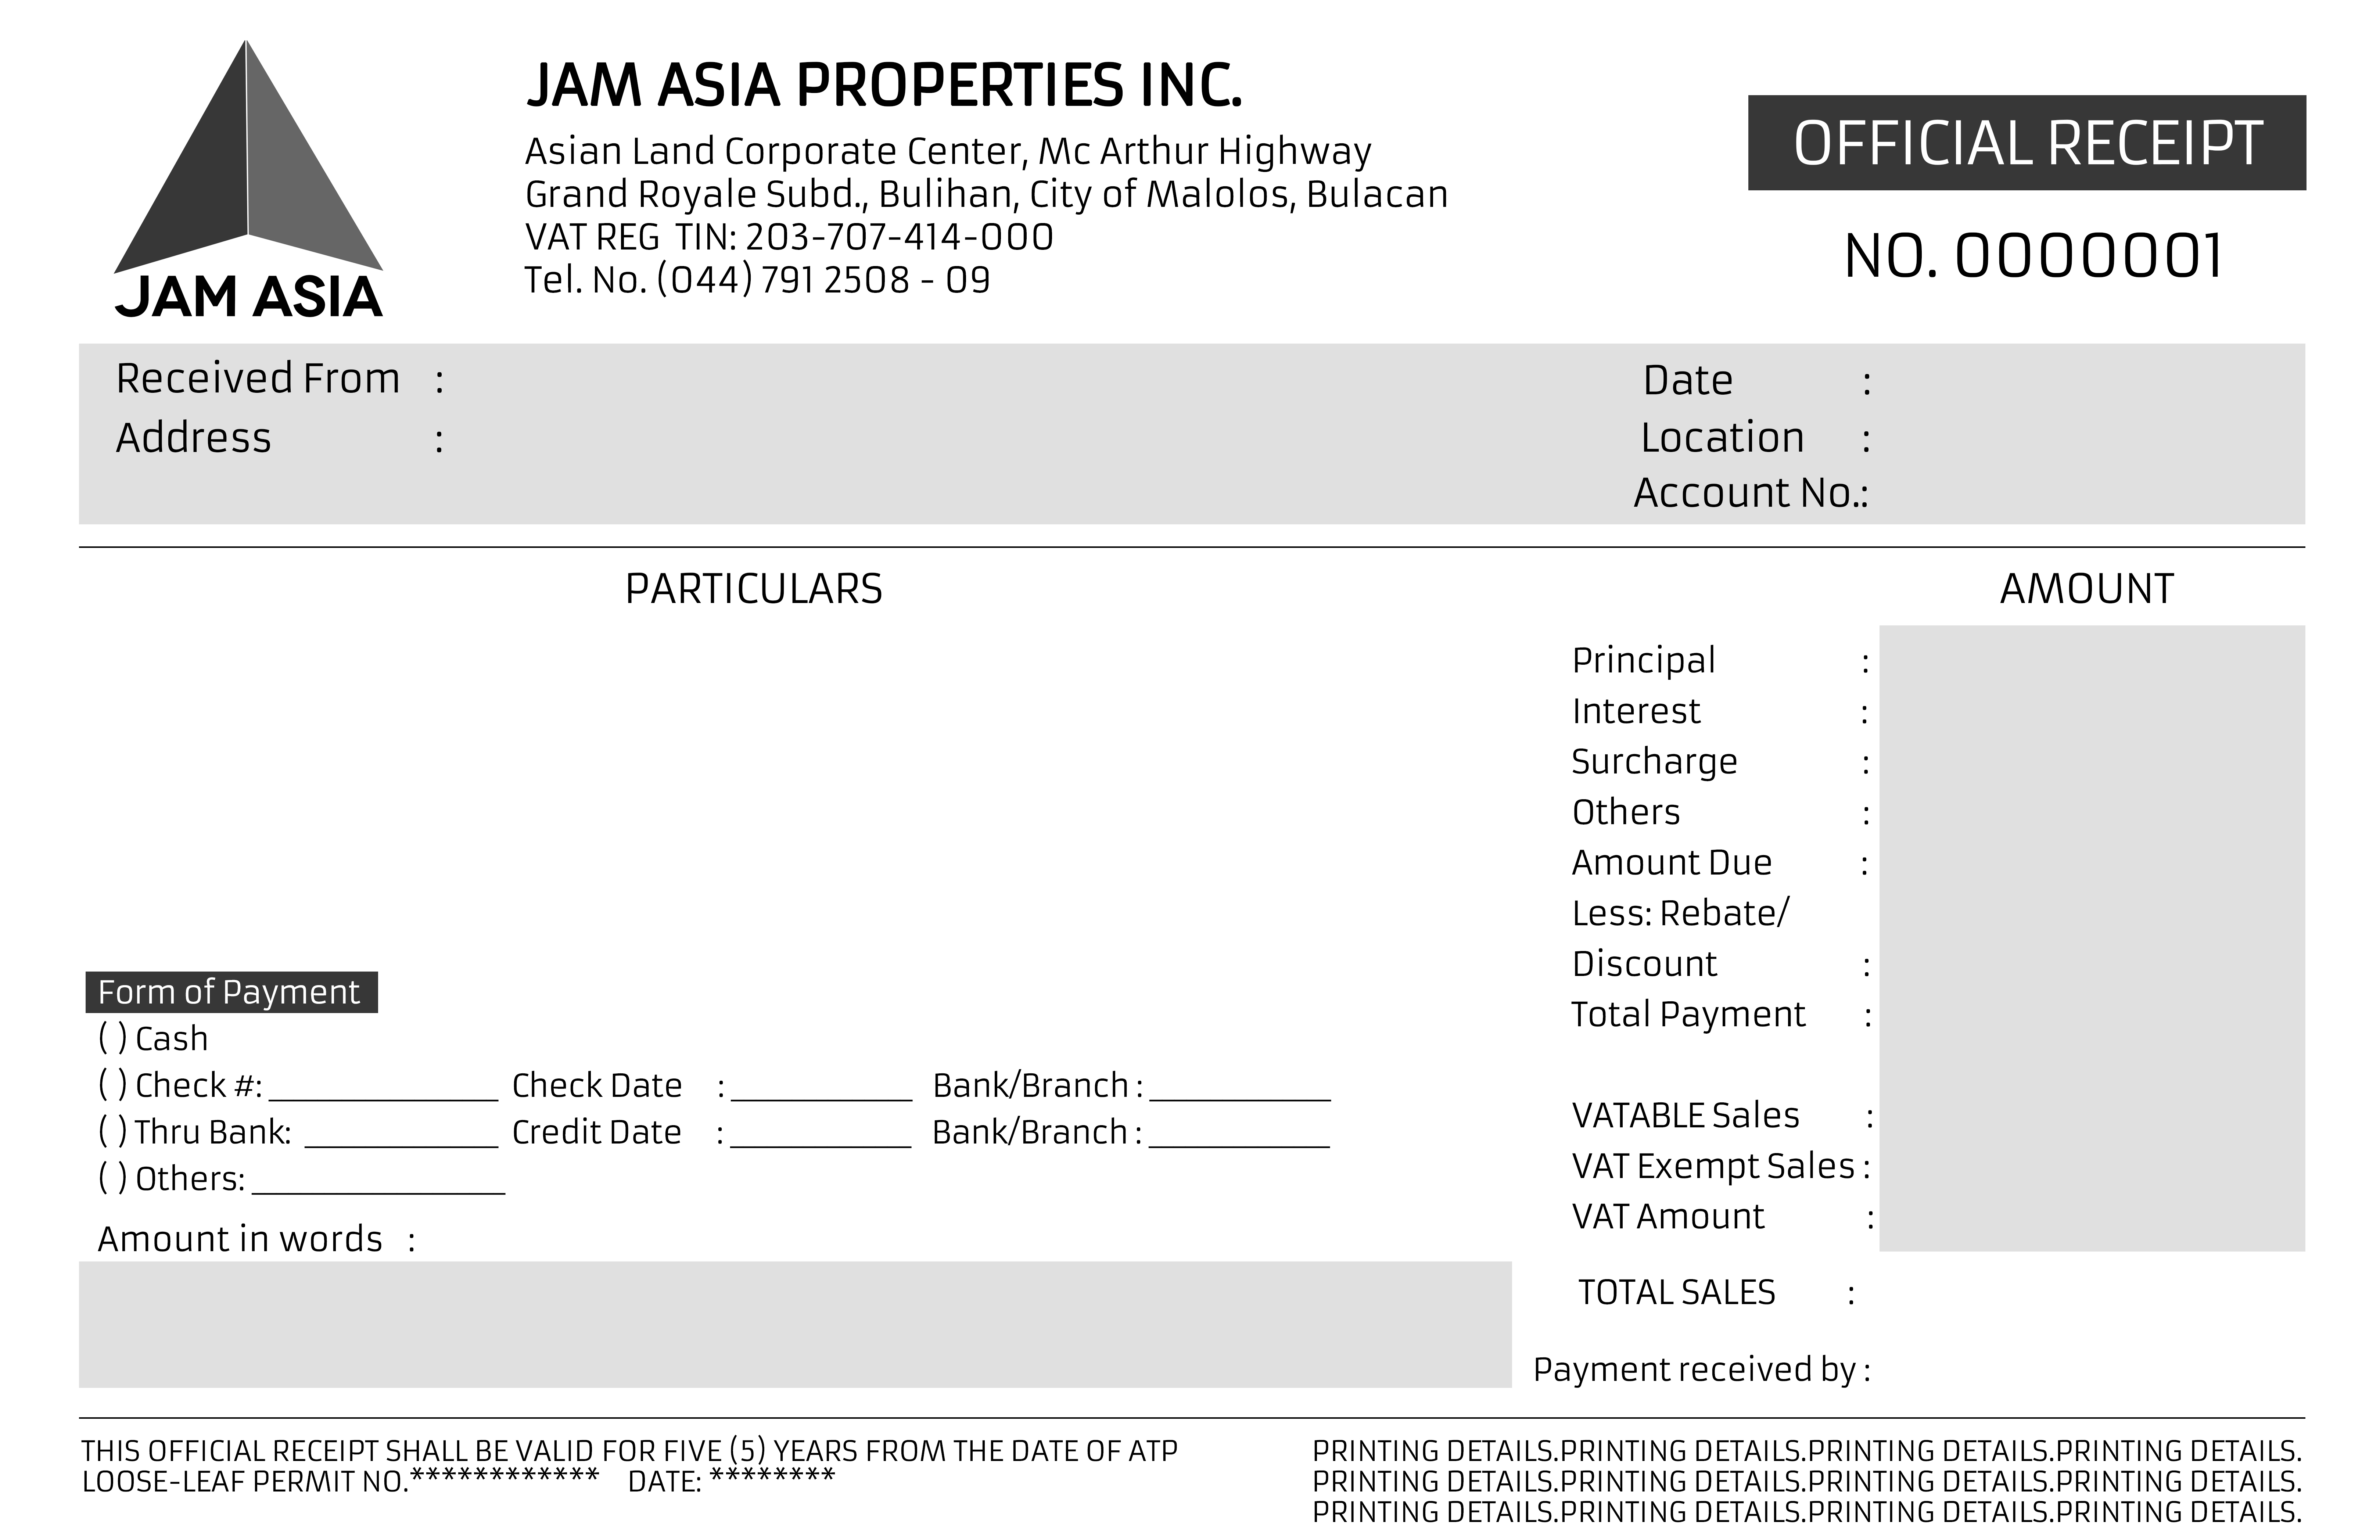 JAM ASIA
JAM ASIA PROPERTIES INC.
Asian Land Corporate Center, Mc Arthur Highway
Grand Royale Subd., Bulihan, City of Malolos, Bulacan
VAT REG  TIN: 203-707-414-000
Tel. No. (044) 791 2508 - 09
OFFICIAL RECEIPT
NO. 0000001
Received From :
Address :
Date :
Location :
Account No.:
PARTICULARS
AMOUNT
Principal :
Interest :
Surcharge :
Others :
Amount Due :
Less: Rebate/
Discount :
Total Payment :
VATABLE Sales :
VAT Exempt Sales :
VAT Amount :
TOTAL SALES :
Payment received by :
Form of Payment
( ) Cash
( ) Check #: ____________ Check Date : __________ Bank/Branch : __________
( ) Thru Bank: __________ Credit Date : __________ Bank/Branch : __________
( ) Others: ______________
Amount in words :
THIS OFFICIAL RECEIPT SHALL BE VALID FOR FIVE (5) YEARS FROM THE DATE OF ATP
LOOSE-LEAF PERMIT NO.************ DATE: ********
PRINTING DETAILS.PRINTING DETAILS.PRINTING DETAILS.PRINTING DETAILS.
PRINTING DETAILS.PRINTING DETAILS.PRINTING DETAILS.PRINTING DETAILS.
PRINTING DETAILS.PRINTING DETAILS.PRINTING DETAILS.PRINTING DETAILS.